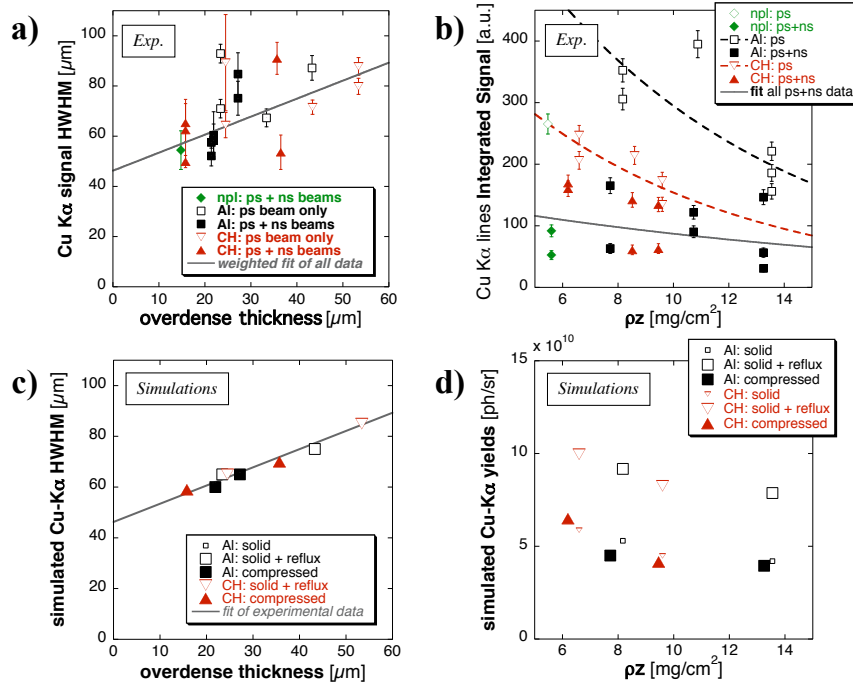 a)
Exp.
Cu Kα signal HWHM [µm]
100
80
60
40
20
0
npl: ps + ns beams
Al: ps beam only
Al: ps + ns beams
CH: ps beam only
CH: ps + ns beams
weighted fit of all data
0 10 20 30 40 50 60
overdense thickness [µm]
b)
Exp.
Cu Kα lines Integrated Signal [a.u.]
400
300
200
100
0
npl: ps
npl: ps+ns
Al: ps
Al: ps+ns
CH: ps
CH: ps+ns
fit all ps+ns data
6 8 10 12 14
ρz [mg/cm²]
c)
Simulations
simulated Cu-Kα HWHM [µm]
100
80
60
40
20
0
Al: solid
Al: solid + reflux
Al: compressed
CH: solid + reflux
CH: compressed
fit of experimental data
0 10 20 30 40 50 60
overdense thickness [µm]
d)
x 10¹⁰
Simulations
simulated Cu-Kα yields [ph/sr]
15
10
5
0
Al: solid
Al: solid + reflux
Al: compressed
CH: solid
CH: solid + reflux
CH: compressed
6 8 10 12 14
ρz [mg/cm²]